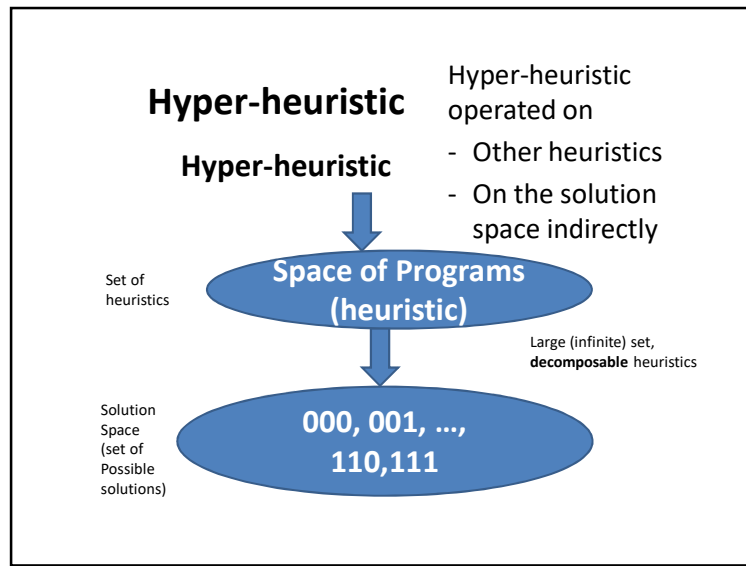 Hyper-heuristic
Hyper-heuristic
operated on
- Other heuristics
- On the solution
space indirectly
Hyper-heuristic
Set of
heuristics
Space of Programs
(heuristic)
Large (infinite) set,
decomposable heuristics
Solution
Space
(set of
Possible
solutions)
000, 001, …,
110,111